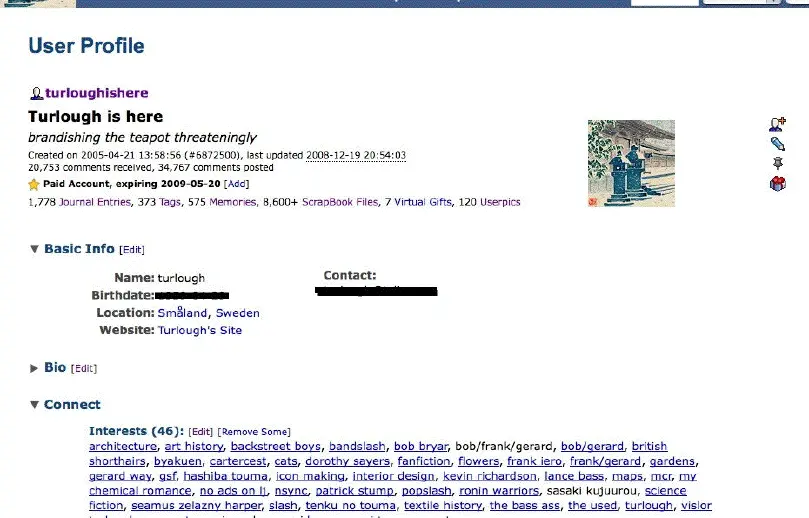 User Profile
turloughishere
Turlough is here
brandishing the teapot threateningly
Created on 2005-04-21 13:58:56 (#6872500), last updated 2008-12-19 20:54:03
20,753 comments received, 34,767 comments posted
Paid Account, expiring 2009-05-20 [Add]
1,778 Journal Entries, 373 Tags, 575 Memories, 8,600+ ScrapBook Files, 7 Virtual Gifts, 120 Userpics
▼ Basic Info [Edit]
Name: turlough
Birthdate:
Location: Småland, Sweden
Website: Turlough's Site
Contact:
▶ Bio [Edit]
▼ Connect
Interests (46): [Edit] [Remove Some]
architecture, art history, backstreet boys, bandslash, bob bryar, bob/frank/gerard, bob/gerard, british
shorthairs, byakuen, cartercest, cats, dorothy sayers, fanfiction, flowers, frank iero, frank/gerard, gardens,
gerard way, gsf, hashiba touma, icon making, interior design, kevin richardson, lance bass, maps, mcr, my
chemical romance, no ads on lj, nsync, patrick stump, popslash, ronin warriors, sasaki kujuurou, science
fiction, seamus zelazny harper, slash, tenku no touma, textile history, the bass ass, the used, turlough, vislor